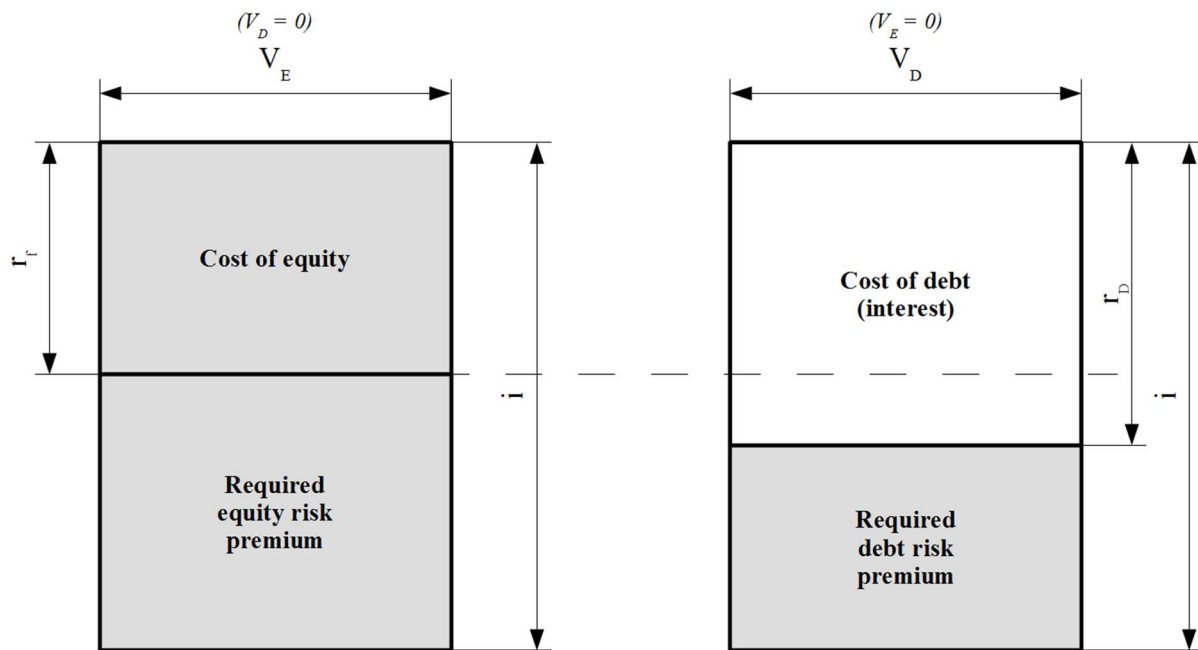 (V_D = 0)
V_E
r_f
Cost of equity
i
Required
equity risk
premium
(V_E = 0)
V_D
Cost of debt
(interest)
r_D
i
Required
debt risk
premium